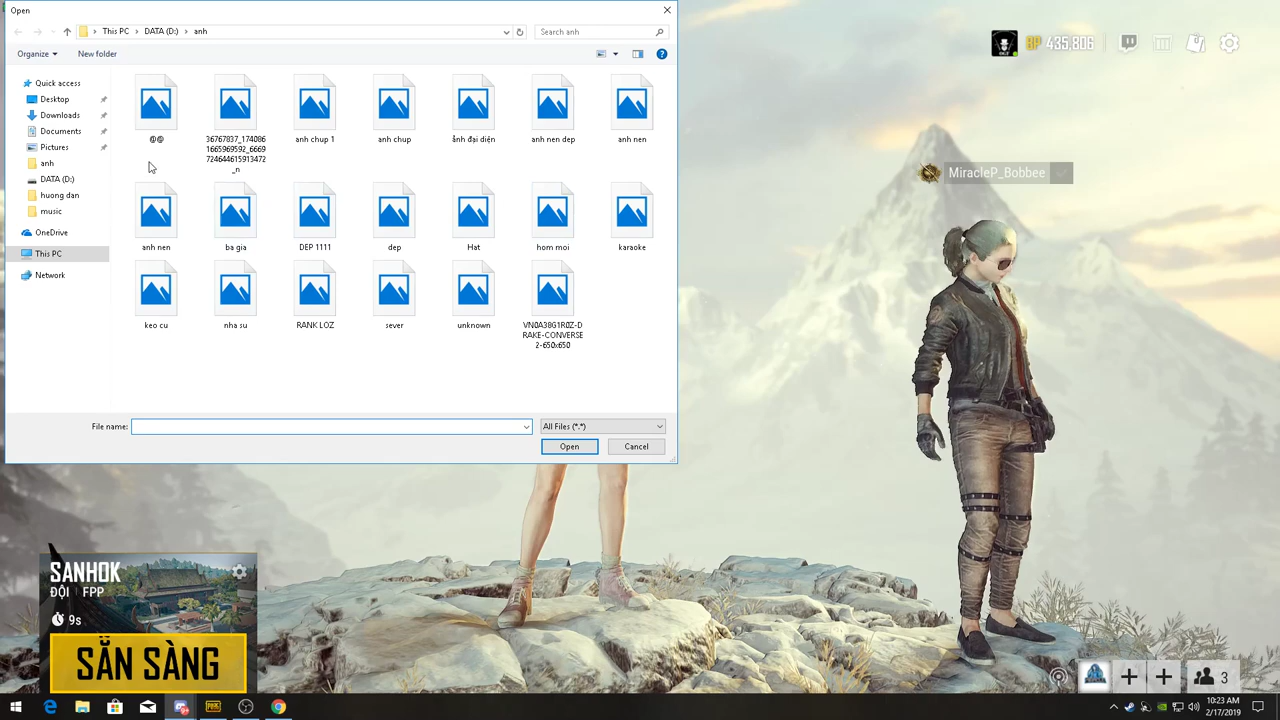 Open
This PC
DATA (D:)
anh
Search anh
Organize
New folder
Quick access
Desktop
Downloads
Documents
Pictures
anh
DATA (D:)
huong dan
music
OneDrive
This PC
Network
@@
36767837_174086
1665969592_6669
724644615913472
_n
anh chup 1
anh chup
ảnh đại diện
anh nen dep
anh nen
anh nen
ba gia
DEP 1111
dep
Hat
hom moi
karaoke
keo cu
nha su
RANK LOZ
sever
unknown
VN0A38G1R0Z-D
RAKE-CONVERSE
2-650x650
File name:
All Files (*.*)
Open
Cancel
BP 435,806
MiracleP_Bobbee
SANHOK
ĐỘI FPP
9s
SẴN SÀNG
3
10:23 AM
2/17/2019